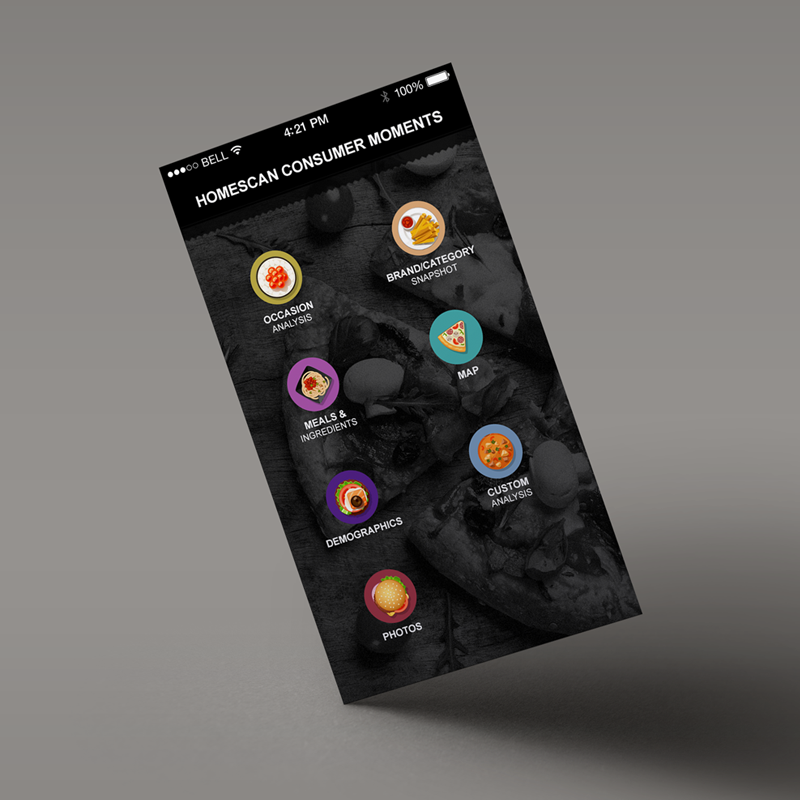 BELL 4:21 PM 100%
HOMESCAN CONSUMER MOMENTS
OCCASION
ANALYSIS
BRAND/CATEGORY
SNAPSHOT
MEALS &
INGREDIENTS
MAP
DEMOGRAPHICS
CUSTOM
ANALYSIS
PHOTOS